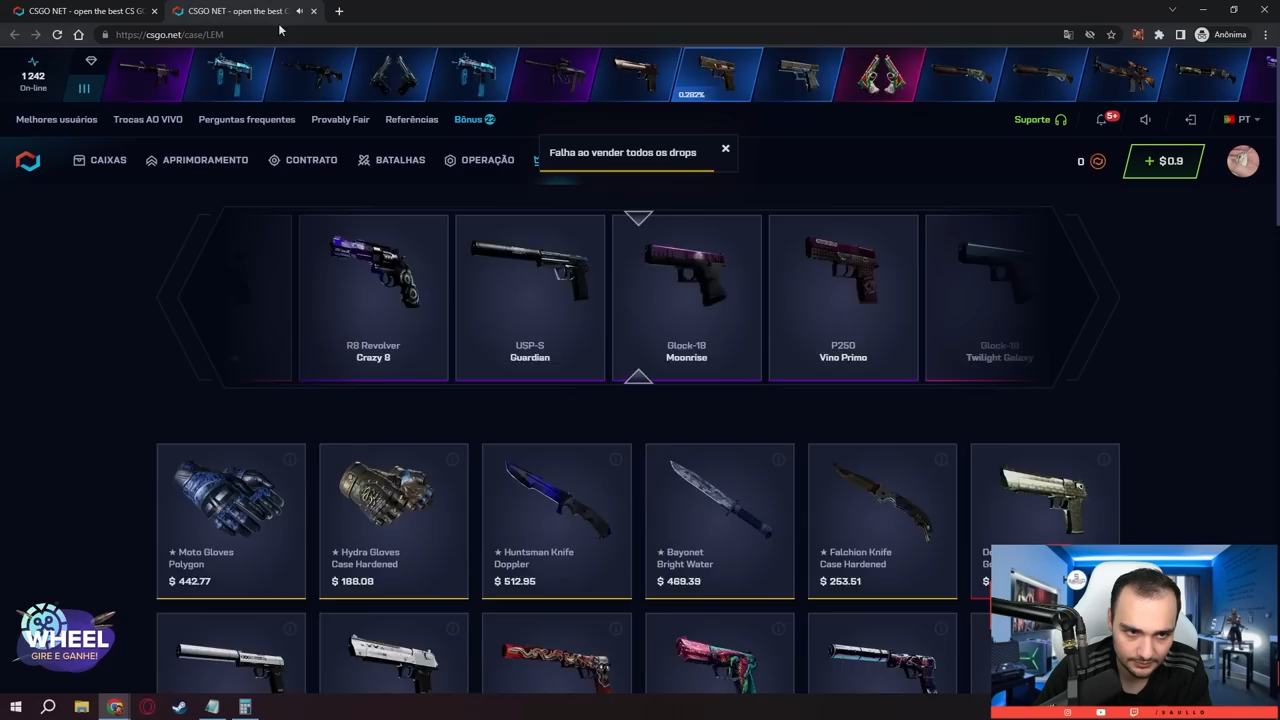 CSGO NET - open the best CS G
CSGO NET - open the best C
https://csgo.net/case/LEM
Anônima
1 242
On-line
0.282%
Melhores usuários
Trocas AO VIVO
Perguntas frequentes
Provably Fair
Referências
Bônus
Suporte
5+
PT
CAIXAS
APRIMORAMENTO
CONTRATO
BATALHAS
OPERAÇÃO
Falha ao vender todos os drops
0
+ $0.9
R8 Revolver
Crazy 8
USP-S
Guardian
Glock-18
Moonrise
P250
Vino Primo
Glock-18
Twilight Galaxy
★ Moto Gloves
Polygon
$ 442.77
★ Hydra Gloves
Case Hardened
$ 188.08
★ Huntsman Knife
Doppler
$ 512.95
★ Bayonet
Bright Water
$ 469.39
★ Falchion Knife
Case Hardened
$ 253.51
WHEEL
GIRE E GANHE!
/SAULLO